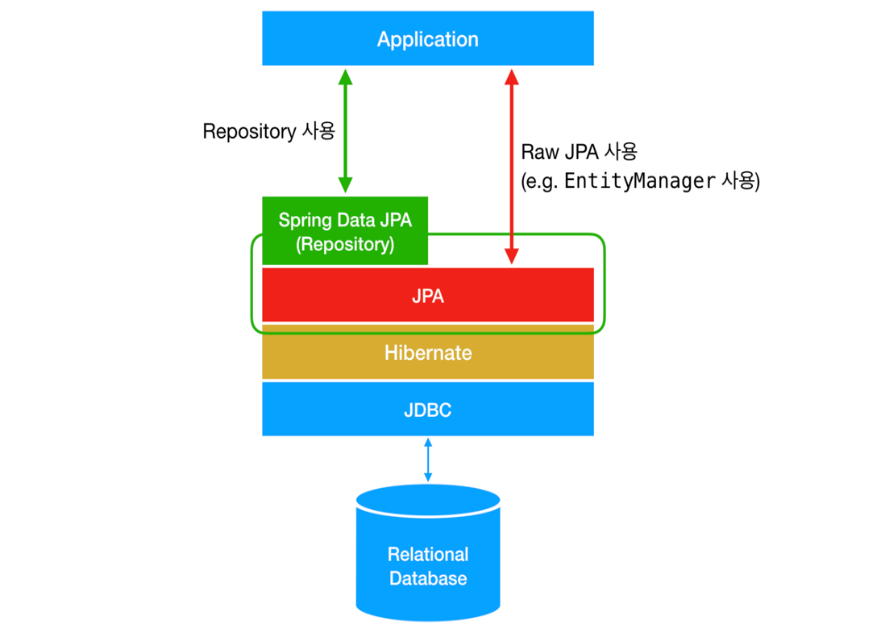 Application
Repository 사용
Raw JPA 사용
(e.g. EntityManager 사용)
Spring Data JPA
(Repository)
JPA
Hibernate
JDBC
Relational
Database